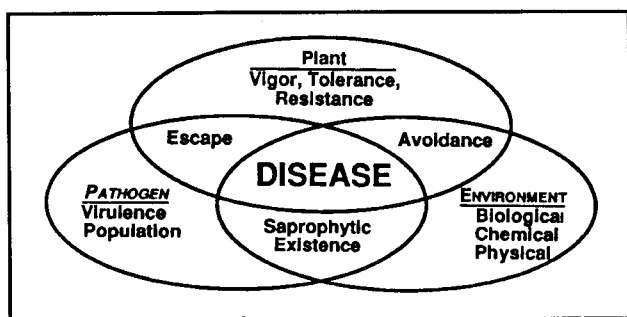 Plant
Vigor, Tolerance,
Resistance
Escape
Avoidance
DISEASE
PATHOGEN
Virulence
Population
Saprophytic
Existence
ENVIRONMENT
Biological
Chemical
Physical